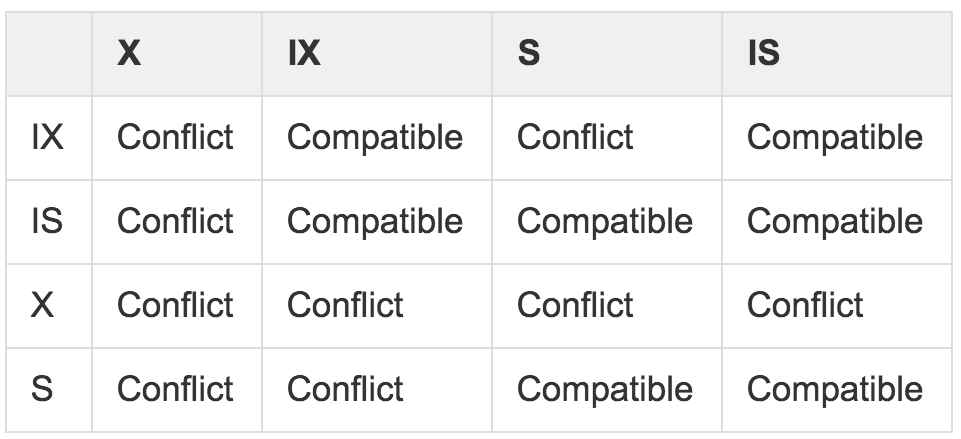 X IX S IS
IX Conflict Compatible Conflict Compatible
IS Conflict Compatible Compatible Compatible
X Conflict Conflict Conflict Conflict
S Conflict Conflict Compatible Compatible